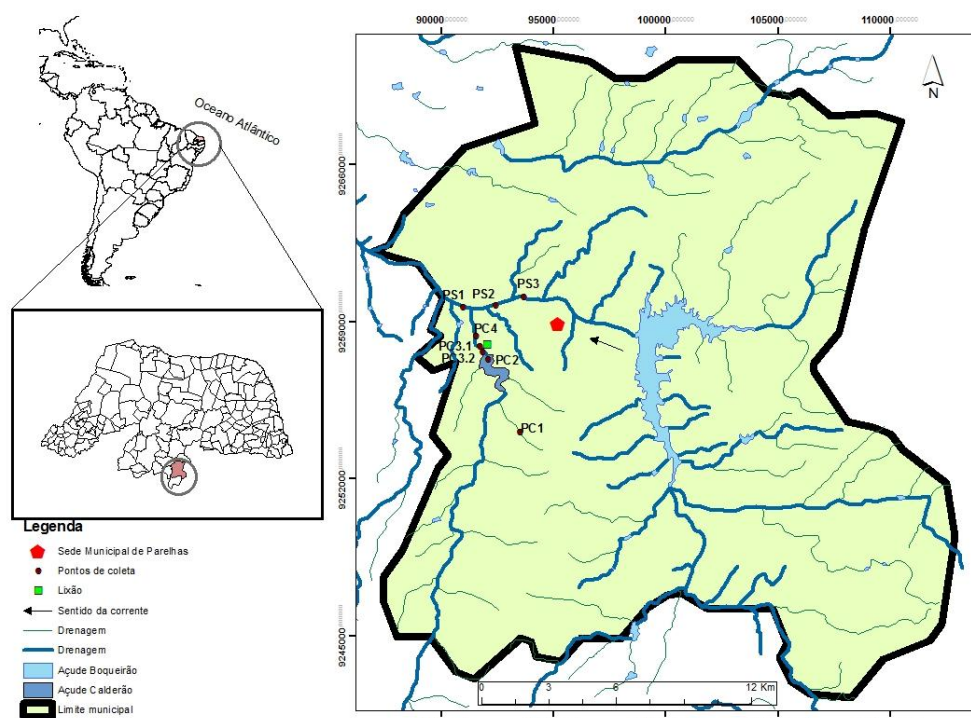 90000
95000
100000
105000
110000
N
Oceano Atlântico
9266000
9252000
9245000
PS1
PS2
PS3
PC4
PC3.1
PC3.2
PC2
PC1
Legenda
Sede Municipal de Parelhas
Pontos de coleta
Lixão
Sentido da corrente
Drenagem
Drenagem
Açude Boqueirão
Açude Calderão
Limite municipal
0 3 6 12 Km